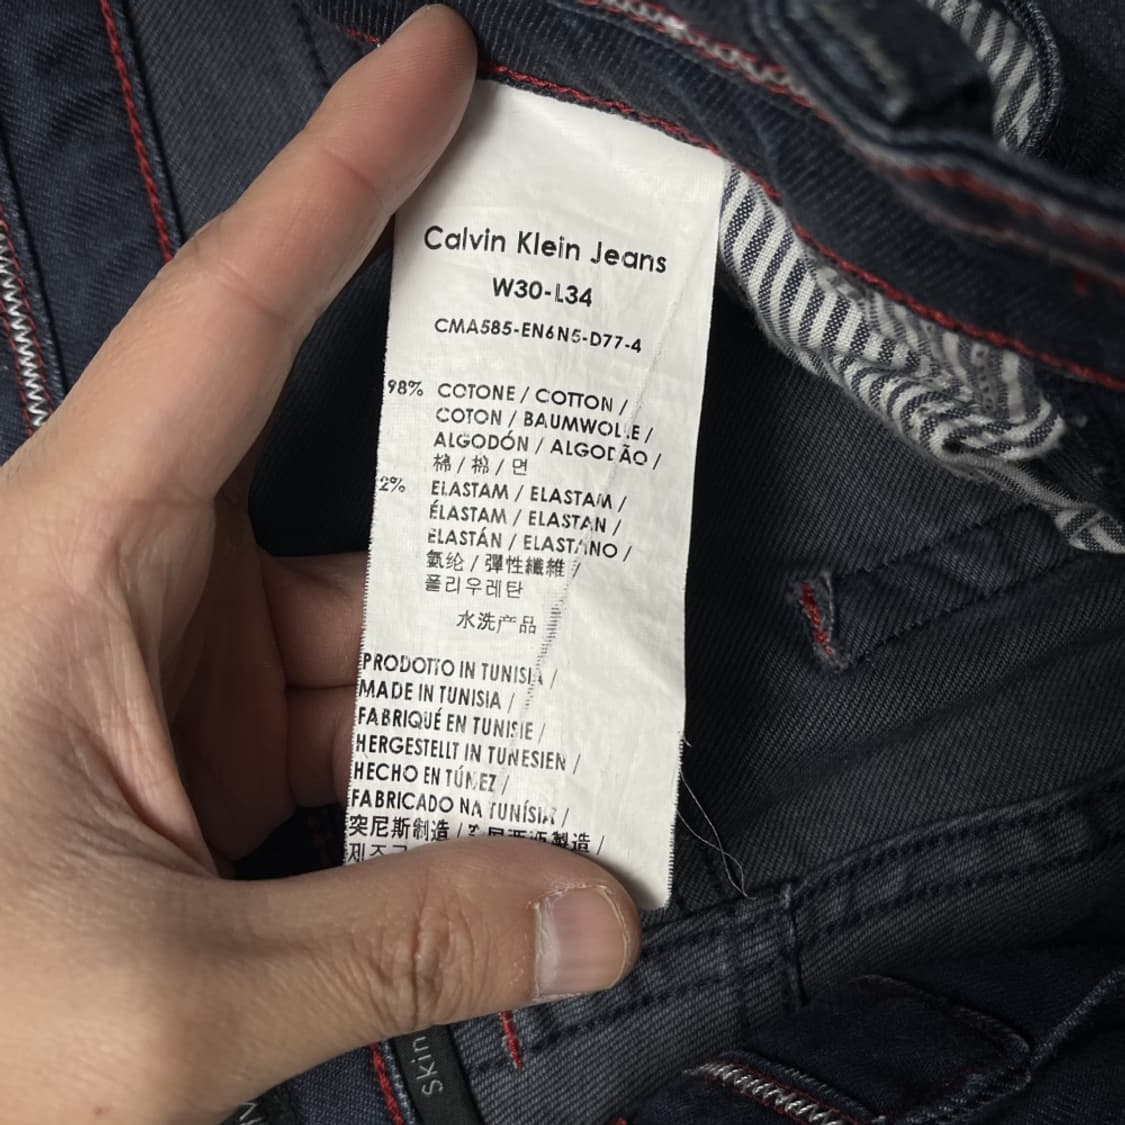 Calvin Klein Jeans
W30-L34
CMA585-EN6N5-D77-4
98% COTONE / COTTON /
COTON / BAUMWOLLE /
ALGODÓN / ALGODÃO /
棉 / 棉 / 면
2% ELASTAM / ELASTAM /
ÉLASTAM / ELASTAN /
ELASTÁN / ELASTANO /
氨纶 / 彈性纖維 /
폴리우레탄
水洗产品
PRODOTTO IN TUNISIA /
MADE IN TUNISIA /
FABRIQUÉ EN TUNISIE /
HERGESTELLT IN TUNESIEN /
HECHO EN TÚNEZ /
FABRICADO NA TUNÍSIA /
突尼斯制造 /
Skin